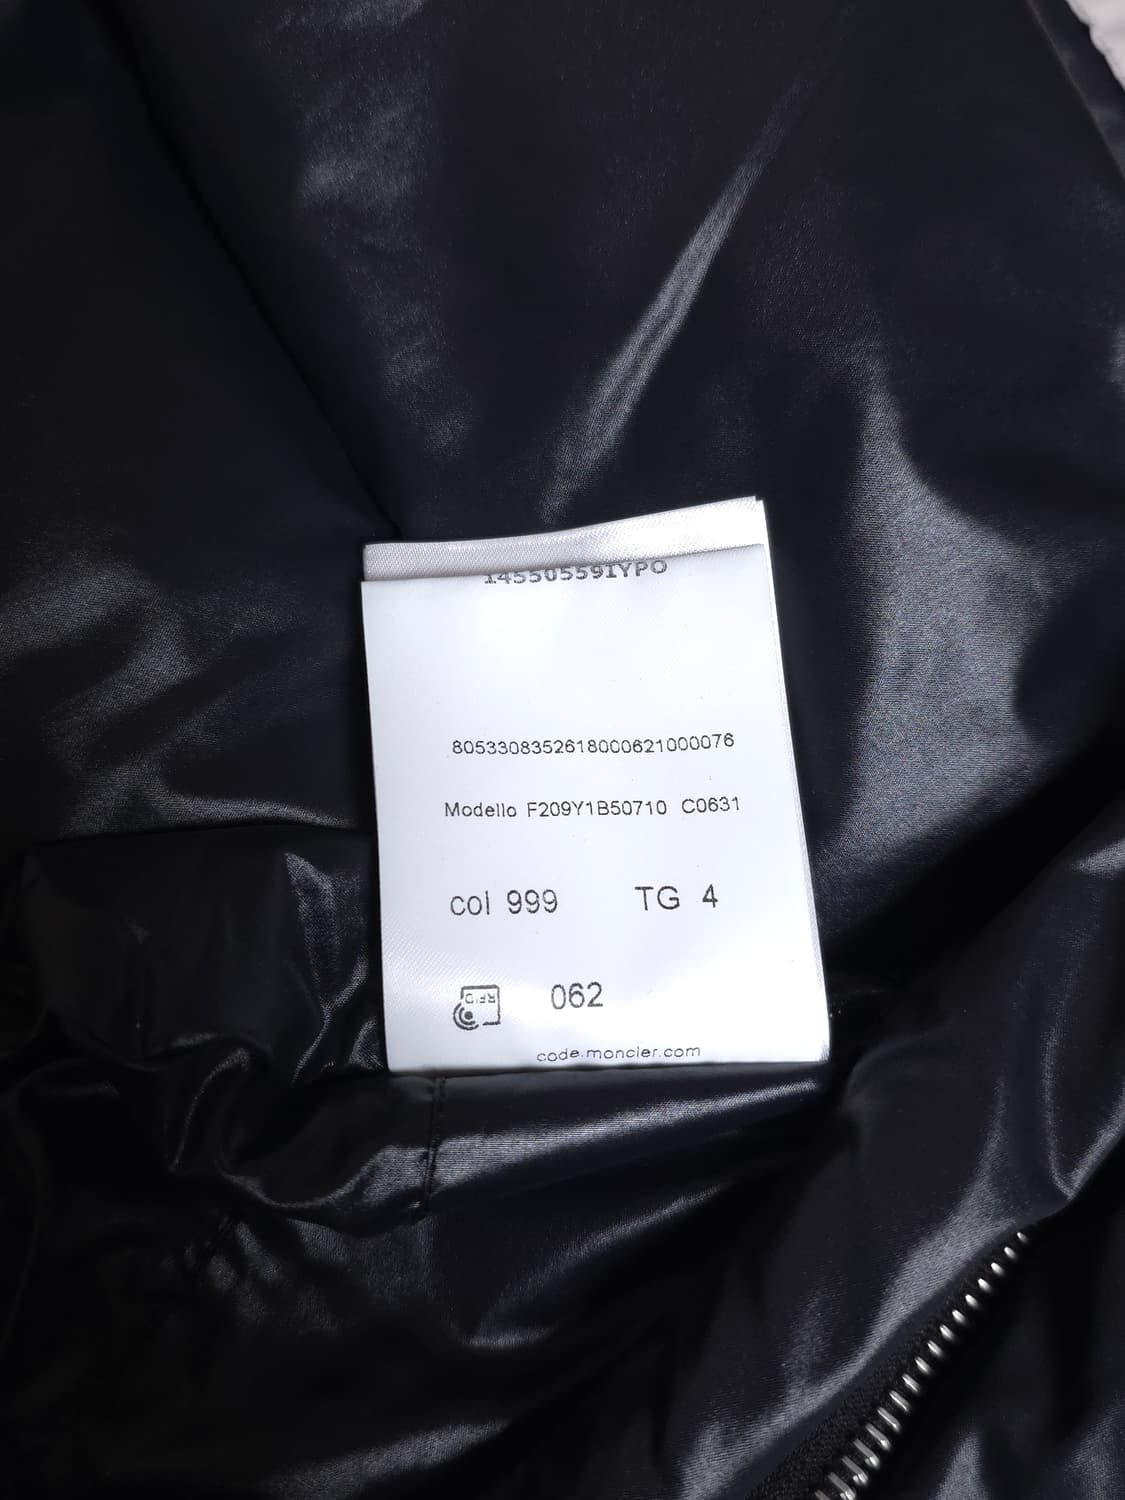 14550559IYPO
8053308352618000621000076
Modello F209Y1B50710 C0631
col 999 TG 4
RFID
062
code.moncler.com